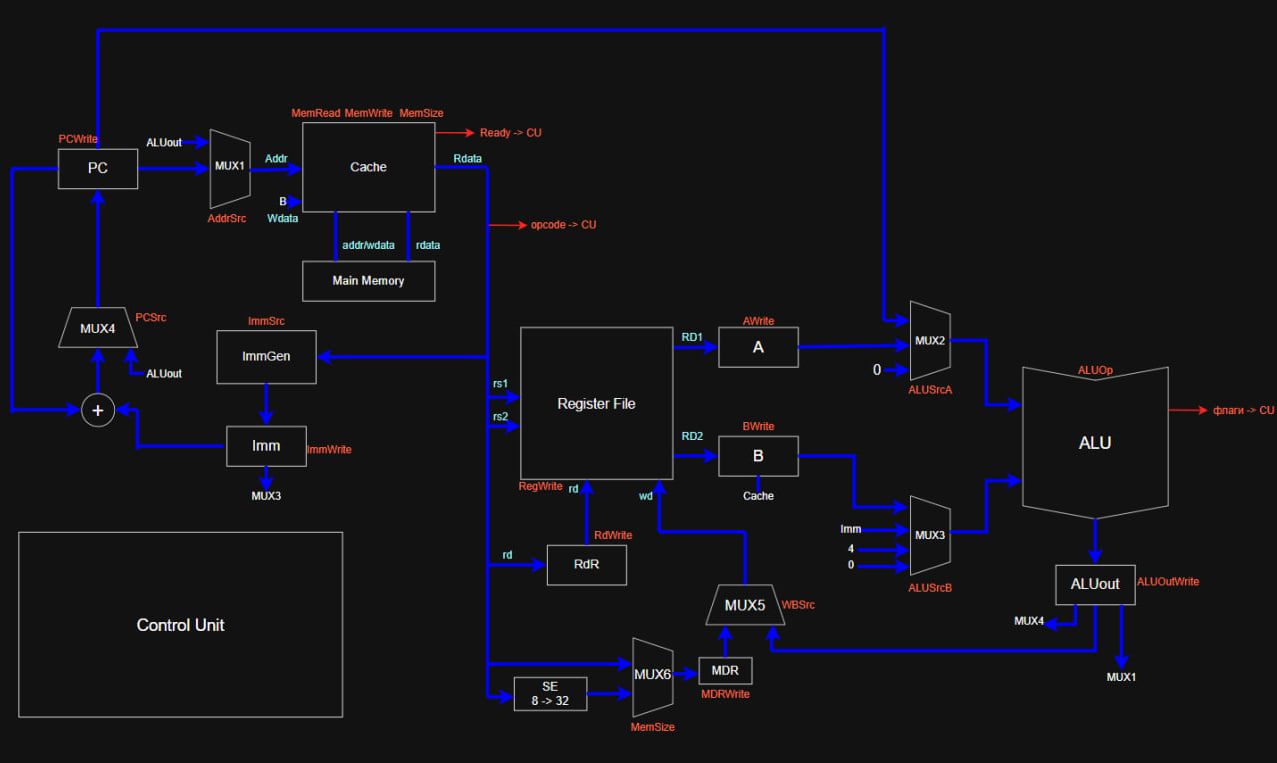 MemRead MemWrite MemSize
PCWrite
ALUout
Ready -> CU
PC
MUX1
Addr
Cache
Rdata
B
Wdata
AddrSrc
opcode -> CU
addr/wdata
rdata
Main Memory
MUX4
PCSrc
ImmSrc
ImmGen
ALUout
+
Imm
ImmWrite
MUX3
rs1
rs2
Register File
RD1
AWrite
A
RD2
BWrite
B
Cache
RegWrite
rd
wd
MUX2
0
ALUSrcA
ALUOp
ALU
флаги -> CU
Imm
4
0
MUX3
ALUSrcB
rd
RdWrite
RdR
ALUout
ALUOutWrite
MUX4
MUX1
MUX5
WBSrc
Control Unit
SE
8 -> 32
MUX6
MDR
MDRWrite
MemSize